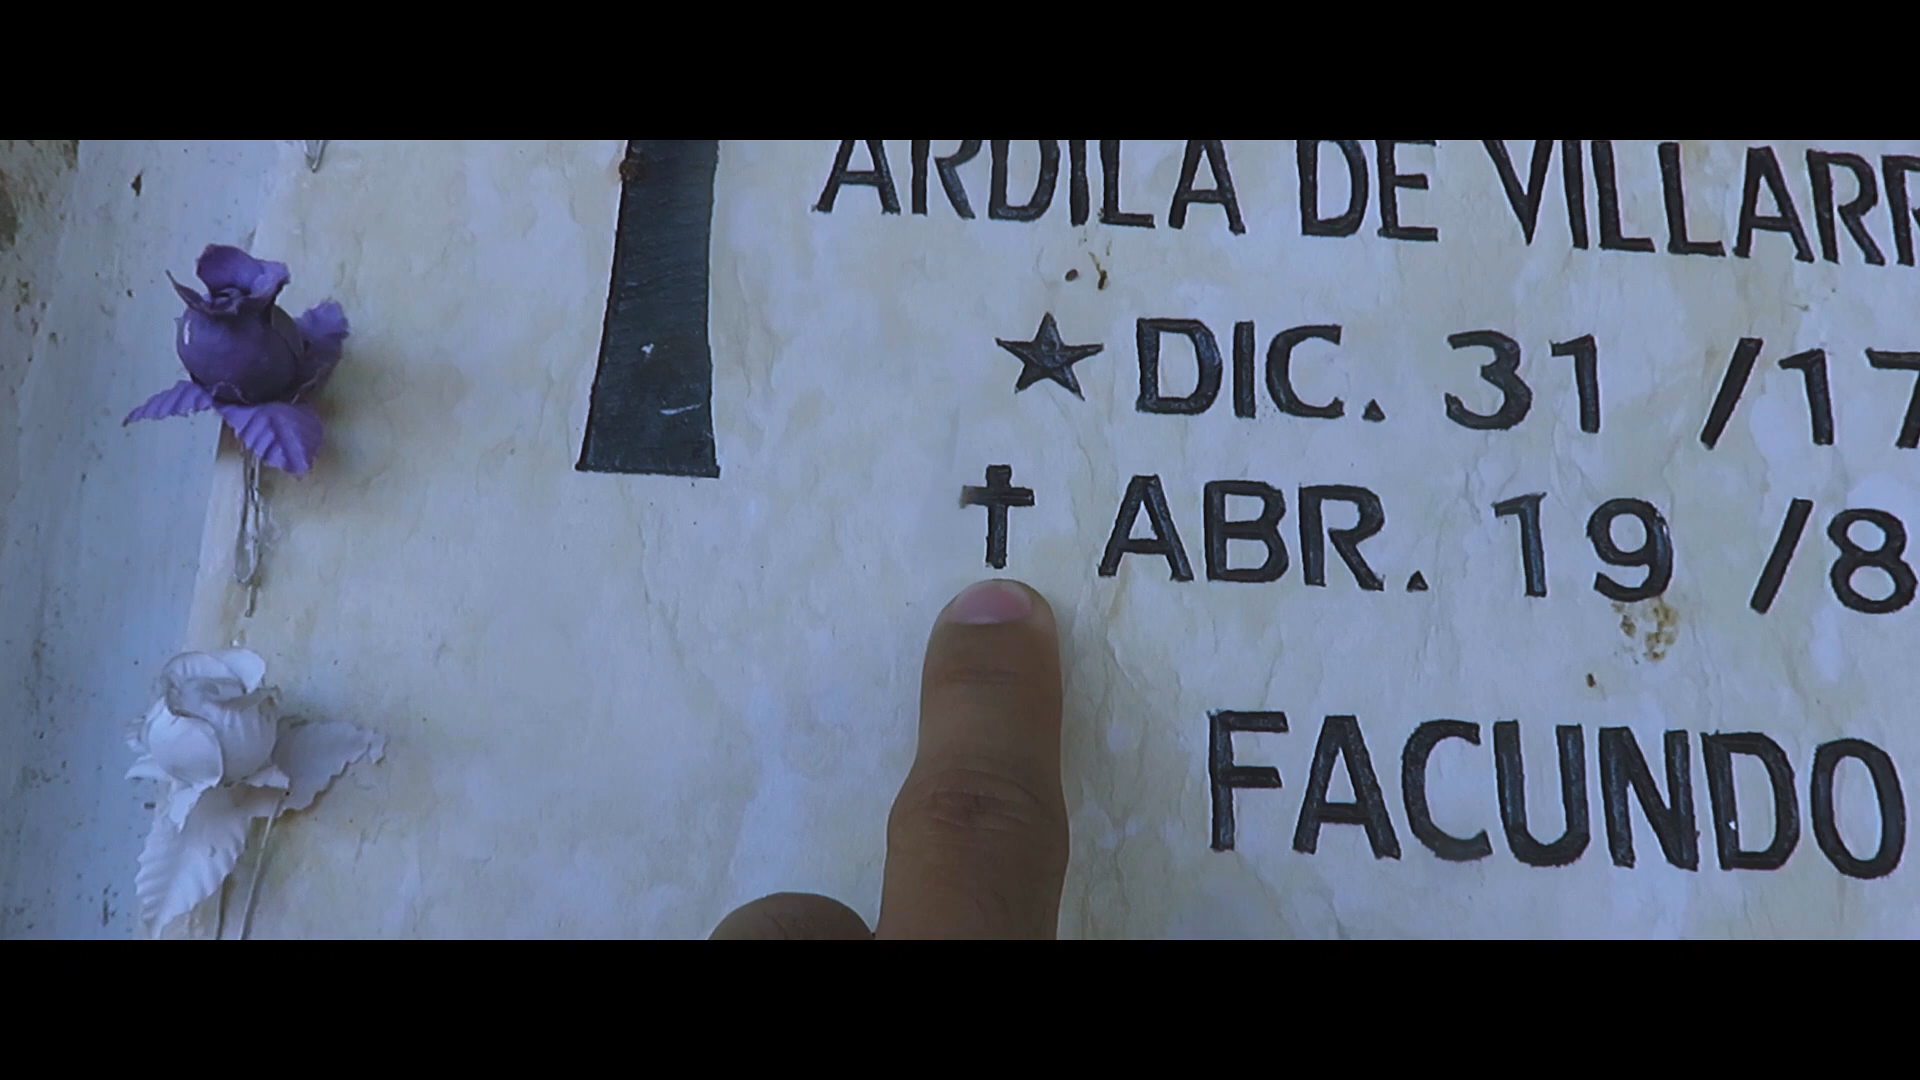 ARDILA DE VILLARR
★ DIC. 31 /17
✝ ABR. 19 /8
FACUNDO